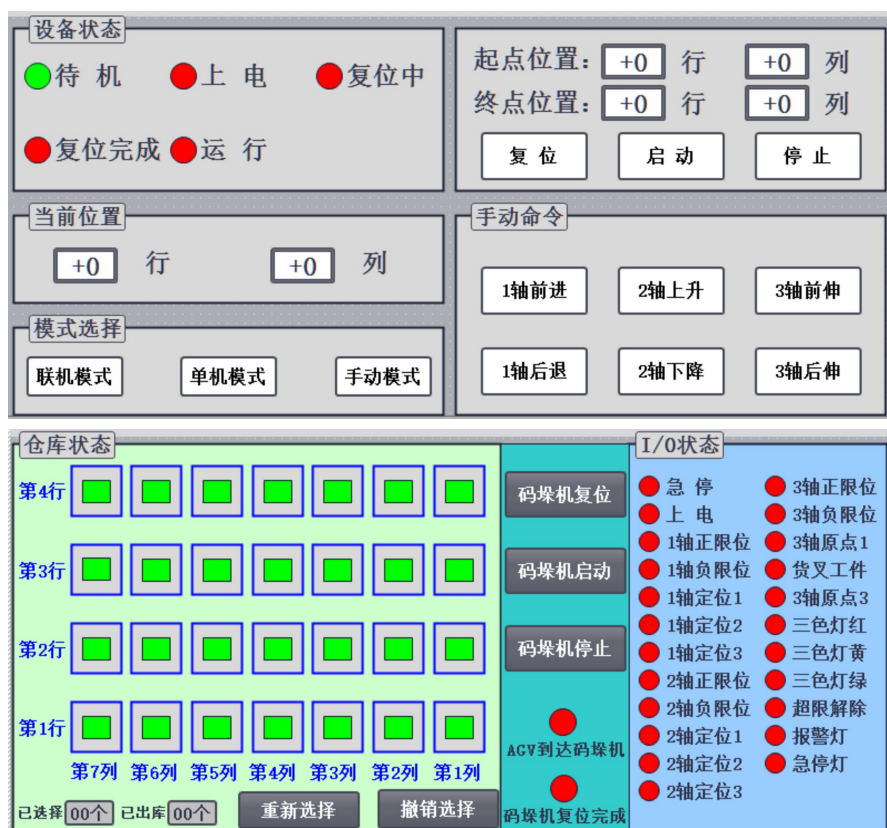 设备状态
待 机 上 电 复位中
复位完成 运 行
起点位置: +0 行 +0 列
终点位置: +0 行 +0 列
复 位 启 动 停 止
当前位置
+0 行 +0 列
手动命令
1轴前进 2轴上升 3轴前伸
1轴后退 2轴下降 3轴后伸
模式选择
联机模式 单机模式 手动模式
仓库状态
第4行
第3行
第2行
第1行
第7列 第6列 第5列 第4列 第3列 第2列 第1列
已选择 00个 已出库 00个 重新选择 撤销选择
码垛机复位
码垛机启动
码垛机停止
AGV到达码垛机
码垛机复位完成
I/O状态
急 停 3轴正限位
上 电 3轴负限位
1轴正限位 3轴原点1
1轴负限位 货叉工件
1轴定位1 3轴原点3
1轴定位2 三色灯红
1轴定位3 三色灯黄
2轴正限位 三色灯绿
2轴负限位 超限解除
2轴定位1 报警灯
2轴定位2 急停灯
2轴定位3